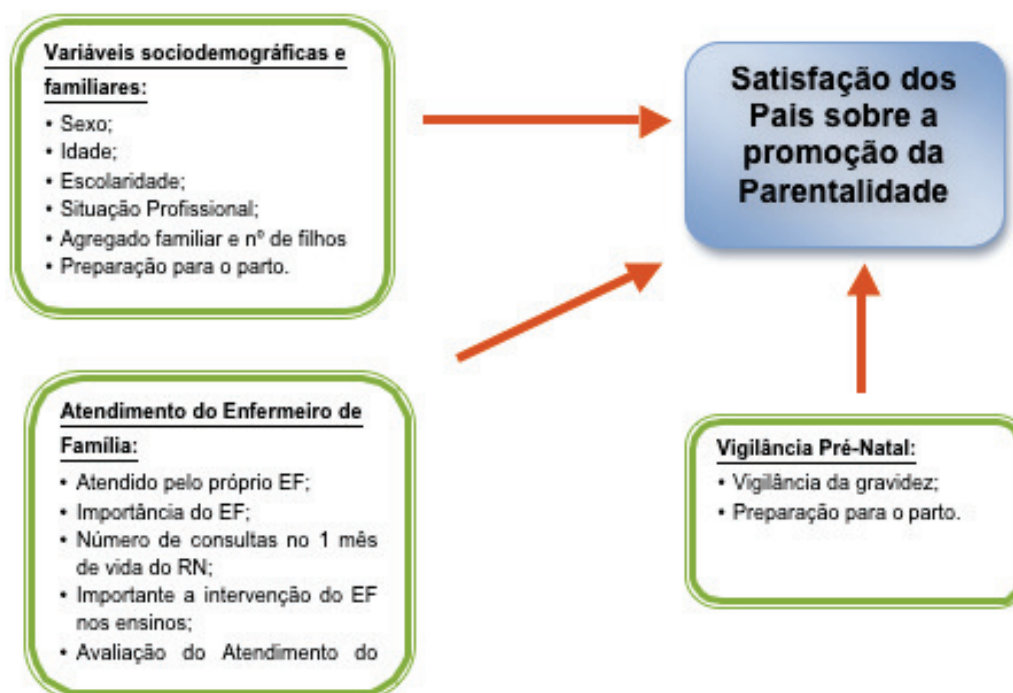 Variáveis sociodemográficas e
familiares:
• Sexo;
• Idade;
• Escolaridade;
• Situação Profissional;
• Agregado familiar e nº de filhos
• Preparação para o parto.
Satisfação dos
Pais sobre a
promoção da
Parentalidade
Atendimento do Enfermeiro de
Família:
• Atendido pelo próprio EF;
• Importância do EF;
• Número de consultas no 1 mês
de vida do RN;
• Importante a intervenção do EF
nos ensinos;
• Avaliação do Atendimento do
Vigilância Pré-Natal:
• Vigilância da gravidez;
• Preparação para o parto.